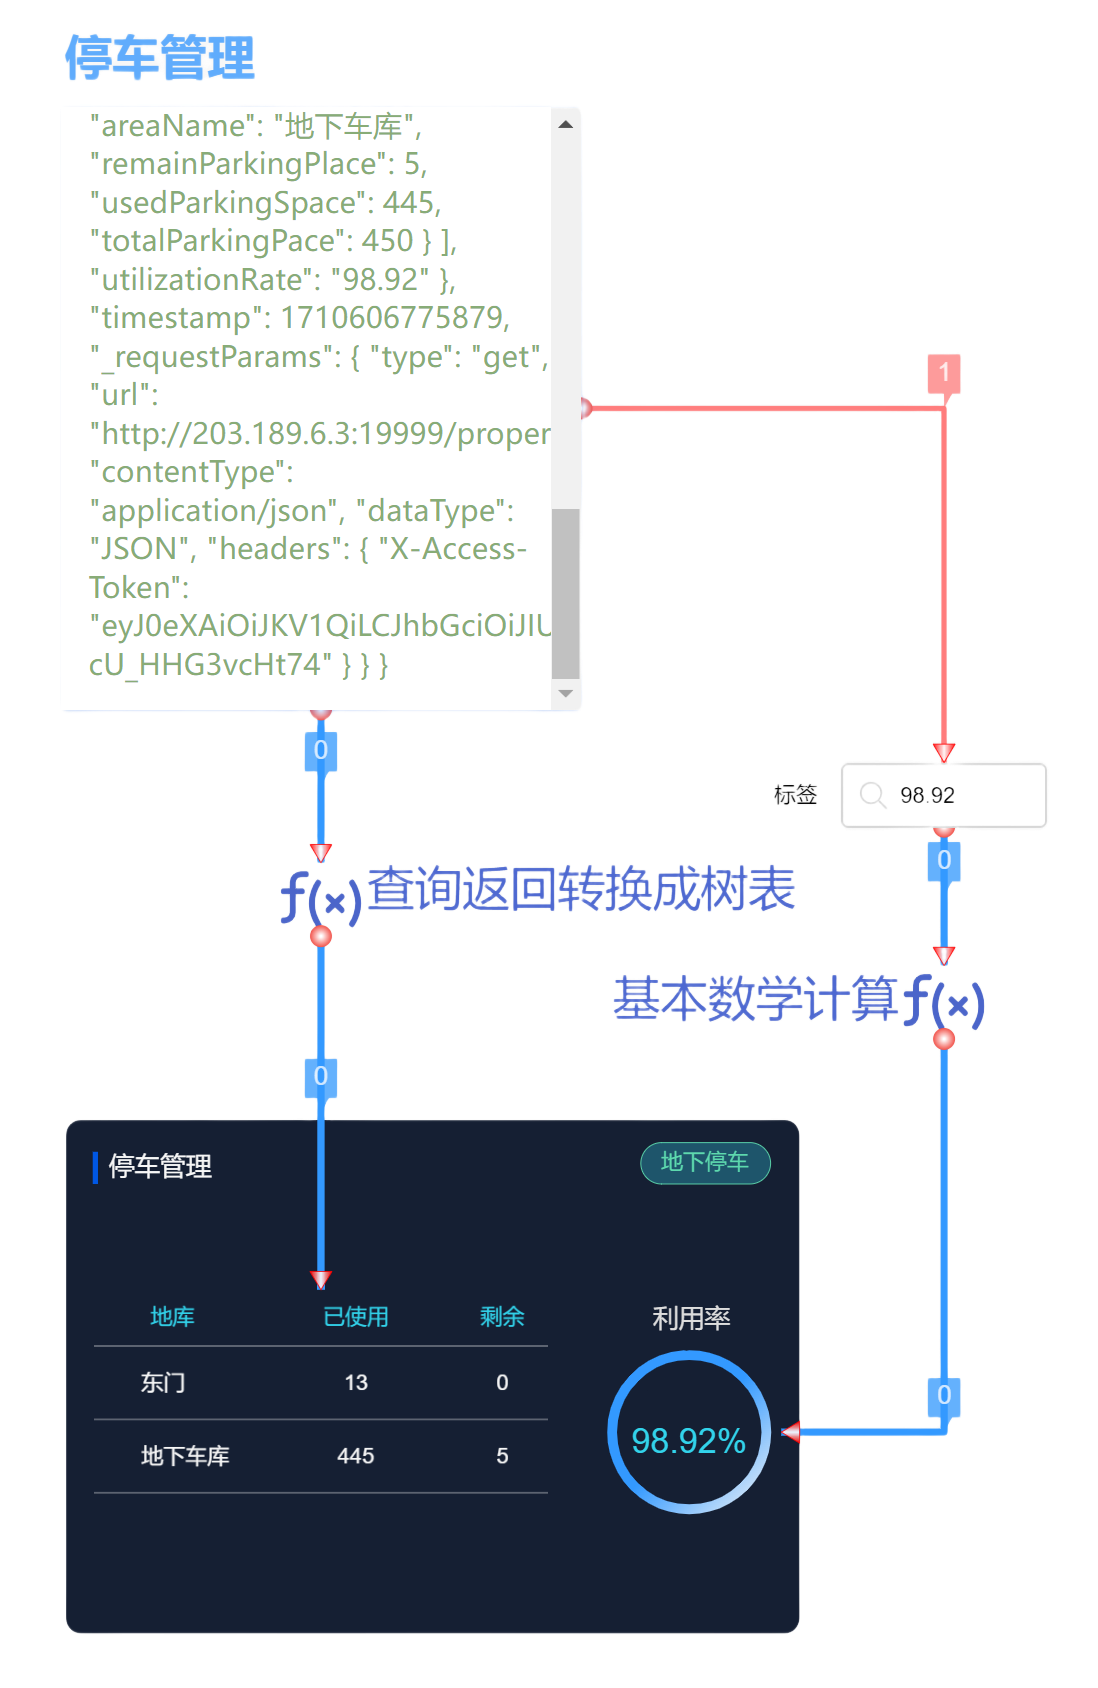 停车管理
"areaName": "地下车库",
"remainParkingPlace": 5,
"usedParkingSpace": 445,
"totalParkingPace": 450 } ],
"utilizationRate": "98.92" },
"timestamp": 1710606775879,
"_requestParams": { "type": "get",
"url":
"http://203.189.6.3:19999/proper
"contentType":
"application/json", "dataType":
"JSON", "headers": { "X-Access-
Token":
"eyJ0eXAiOiJKV1QiLCJhbGciOiJIU
cU_HHG3vcHt74" } } }
1
0
标签 98.92
0
f(x)查询返回转换成树表
基本数学计算f(x)
0
停车管理 地下停车
地库 已使用 剩余 利用率
东门 13 0
0
98.92%
地下车库 445 5